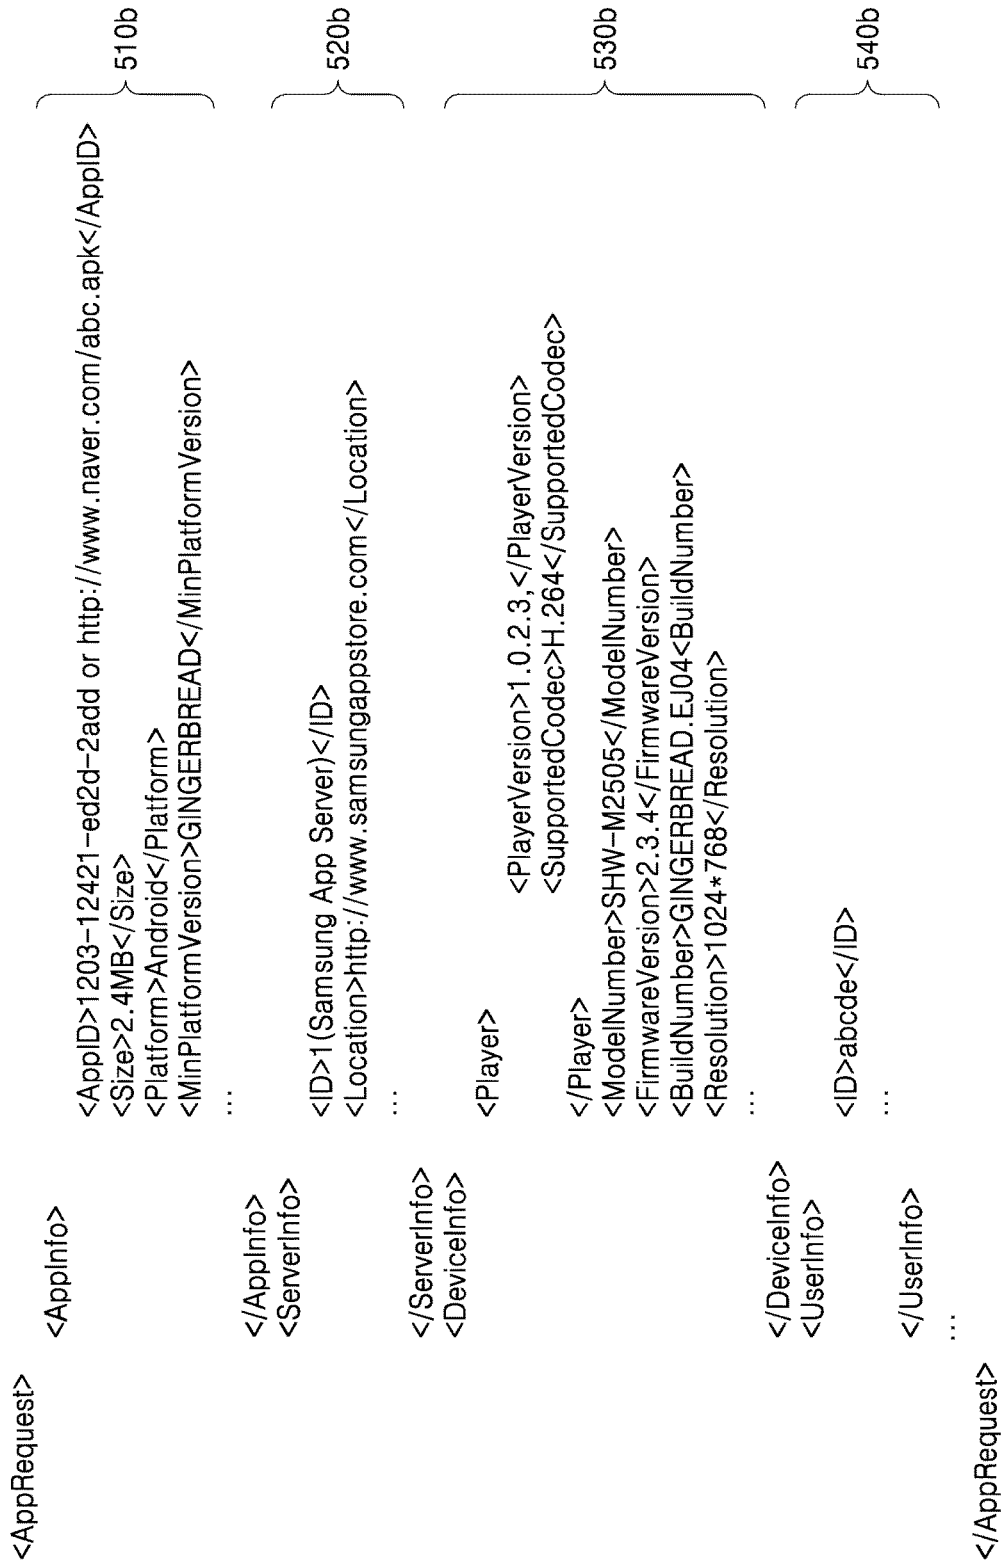 <AppRequest>
<AppInfo>
<AppID>1203-12421-ed2d-2add or http://www.naver.com/abc.apk</AppID>
<Size>2.4MB</Size>
<Platform>Android</Platform>
<MinPlatformVersion>GINGERBREAD</MinPlatformVersion>
...
510b
</AppInfo>
<ServerInfo>
<ID>1(Samsung App Server)</ID>
<Location>http://www.samsungappstore.com</Location>
...
520b
</ServerInfo>
<DeviceInfo>
<Player>
<PlayerVersion>1.0.2.3,</PlayerVersion>
<SupportedCodec>H.264</SupportedCodec>
</Player>
<ModelNumber>SHW-M2505</ModelNumber>
<FirmwareVersion>2.3.4</FirmwareVersion>
<BuildNumber>GINGERBREAD.EJ04<BuildNumber>
<Resolution>1024*768</Resolution>
...
530b
</DeviceInfo>
<UserInfo>
<ID>abcde</ID>
...
540b
</UserInfo>
...
</AppRequest>